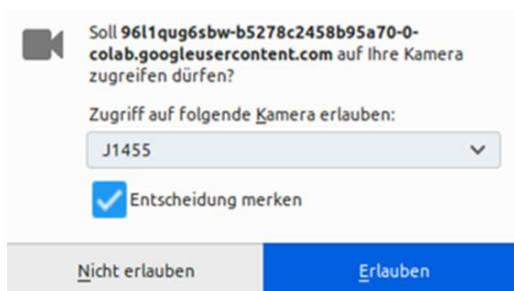 Soll 96l1qug6sbw-b5278c2458b95a70-0-
colab.googleusercontent.com auf Ihre Kamera
zugreifen dürfen?
Zugriff auf folgende Kamera erlauben:
J1455
Entscheidung merken
Nicht erlauben
Erlauben